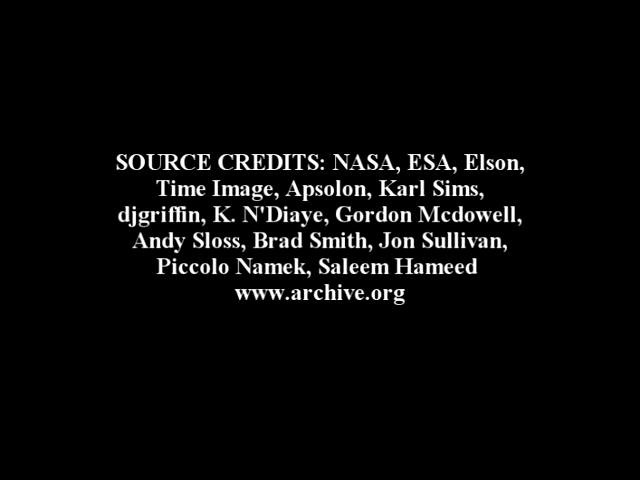 SOURCE CREDITS: NASA, ESA, Elson,
Time Image, Apsolon, Karl Sims,
djgriffin, K. N'Diaye, Gordon Mcdowell,
Andy Sloss, Brad Smith, Jon Sullivan,
Piccolo Namek, Saleem Hameed
www.archive.org